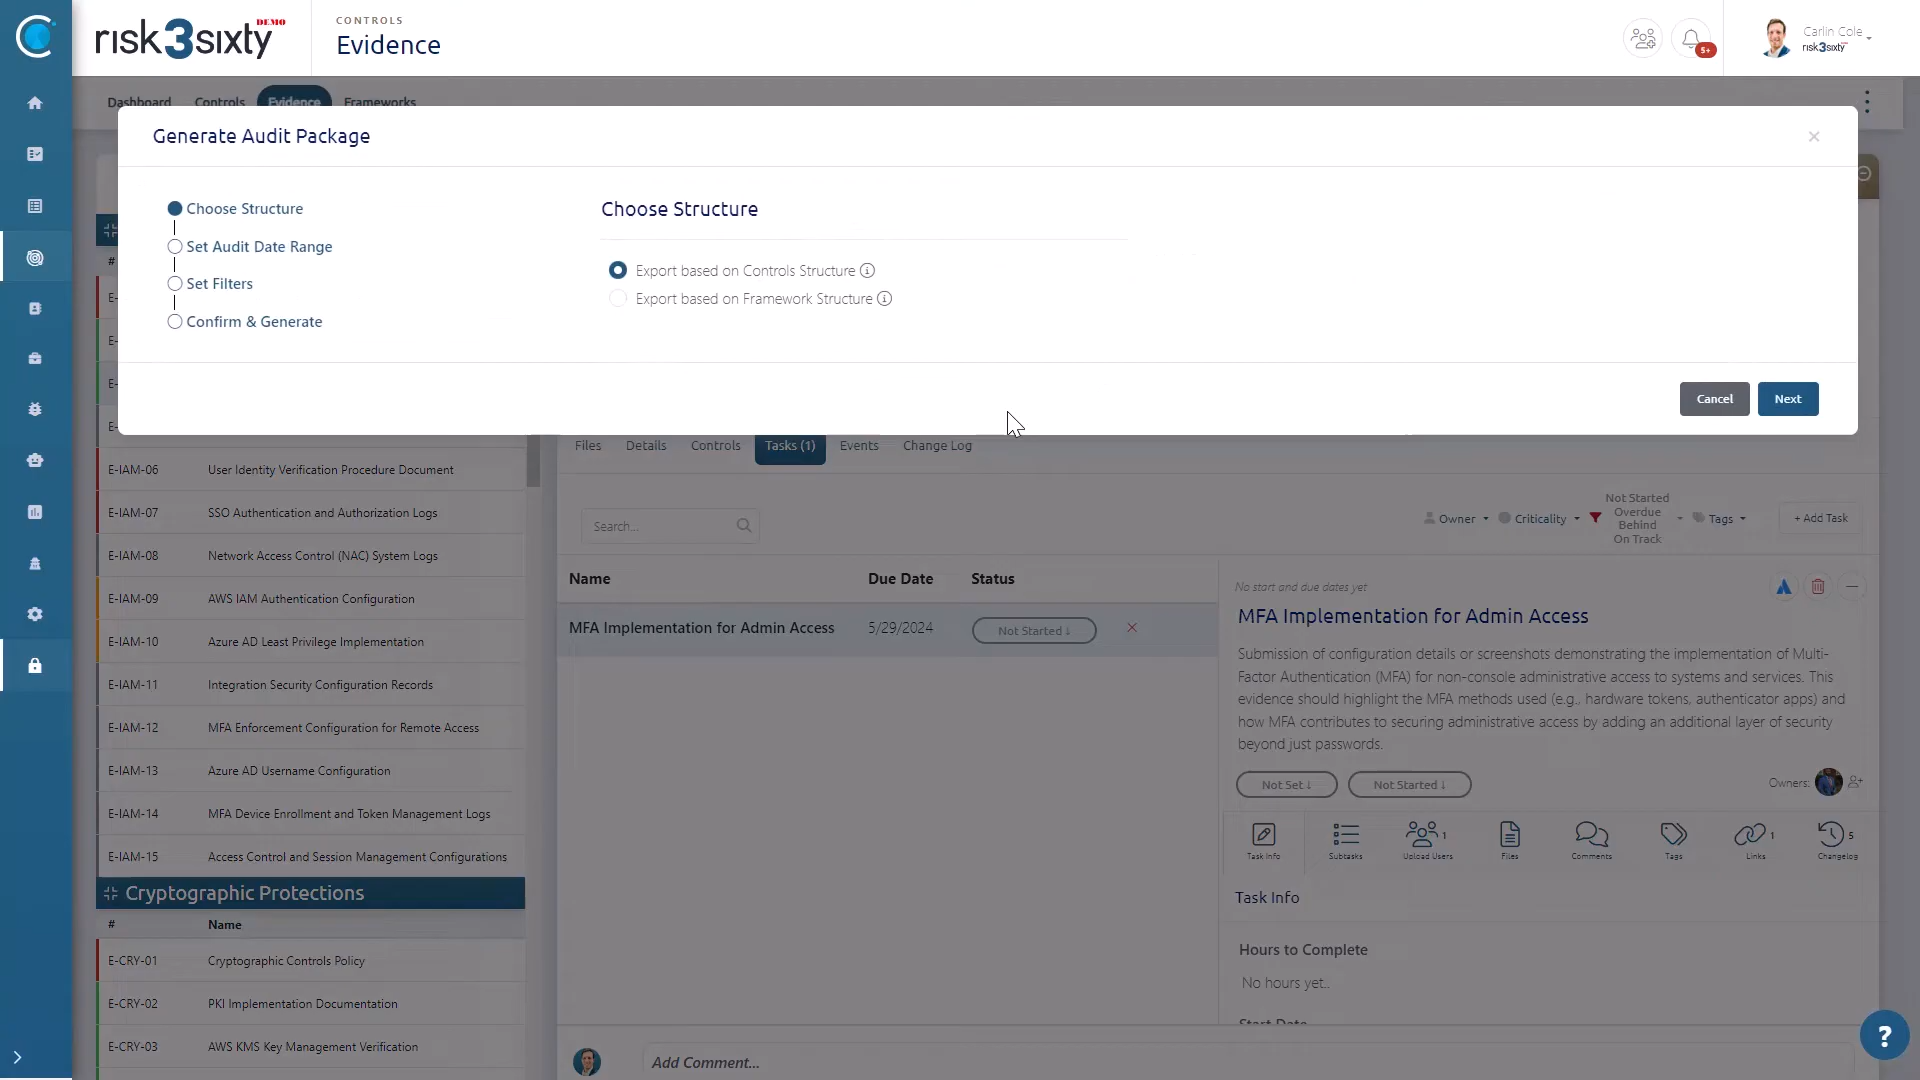 risk3sixty
DEMO
CONTROLS
Evidence
5+
Carlin Cole
risk3sixty
Dashboard
Controls
Evidence
Frameworks
Generate Audit Package
Choose Structure
Set Audit Date Range
Set Filters
Confirm & Generate
Choose Structure
Export based on Controls Structure
Export based on Framework Structure
Cancel
Next
#
E-
E-
E-
E-
E-IAM-06 User Identity Verification Procedure Document
E-IAM-07 SSO Authentication and Authorization Logs
E-IAM-08 Network Access Control (NAC) System Logs
E-IAM-09 AWS IAM Authentication Configuration
E-IAM-10 Azure AD Least Privilege Implementation
E-IAM-11 Integration Security Configuration Records
E-IAM-12 MFA Enforcement Configuration for Remote Access
E-IAM-13 Azure AD Username Configuration
E-IAM-14 MFA Device Enrollment and Token Management Logs
E-IAM-15 Access Control and Session Management Configurations
Cryptographic Protections
# Name
E-CRY-01 Cryptographic Controls Policy
E-CRY-02 PKI Implementation Documentation
E-CRY-03 AWS KMS Key Management Verification
Files
Details
Controls
Tasks (1)
Events
Change Log
Search...
Owner
Criticality
Not Started
Overdue
Behind
On Track
Tags
+ Add Task
Name Due Date Status
MFA Implementation for Admin Access 5/29/2024 Not Started ↓
No start and due dates yet
MFA Implementation for Admin Access
Submission of configuration details or screenshots demonstrating the implementation of Multi-
Factor Authentication (MFA) for non-console administrative access to systems and services. This
evidence should highlight the MFA methods used (e.g., hardware tokens, authenticator apps) and
how MFA contributes to securing administrative access by adding an additional layer of security
beyond just passwords.
Not Set ↓
Not Started ↓
Owners:
Task Info
Subtasks
1
Upload Users
Files
Comments
Tags
1
Links
5
Changelog
Task Info
Hours to Complete
No hours yet..
Start Date
Add Comment...
?